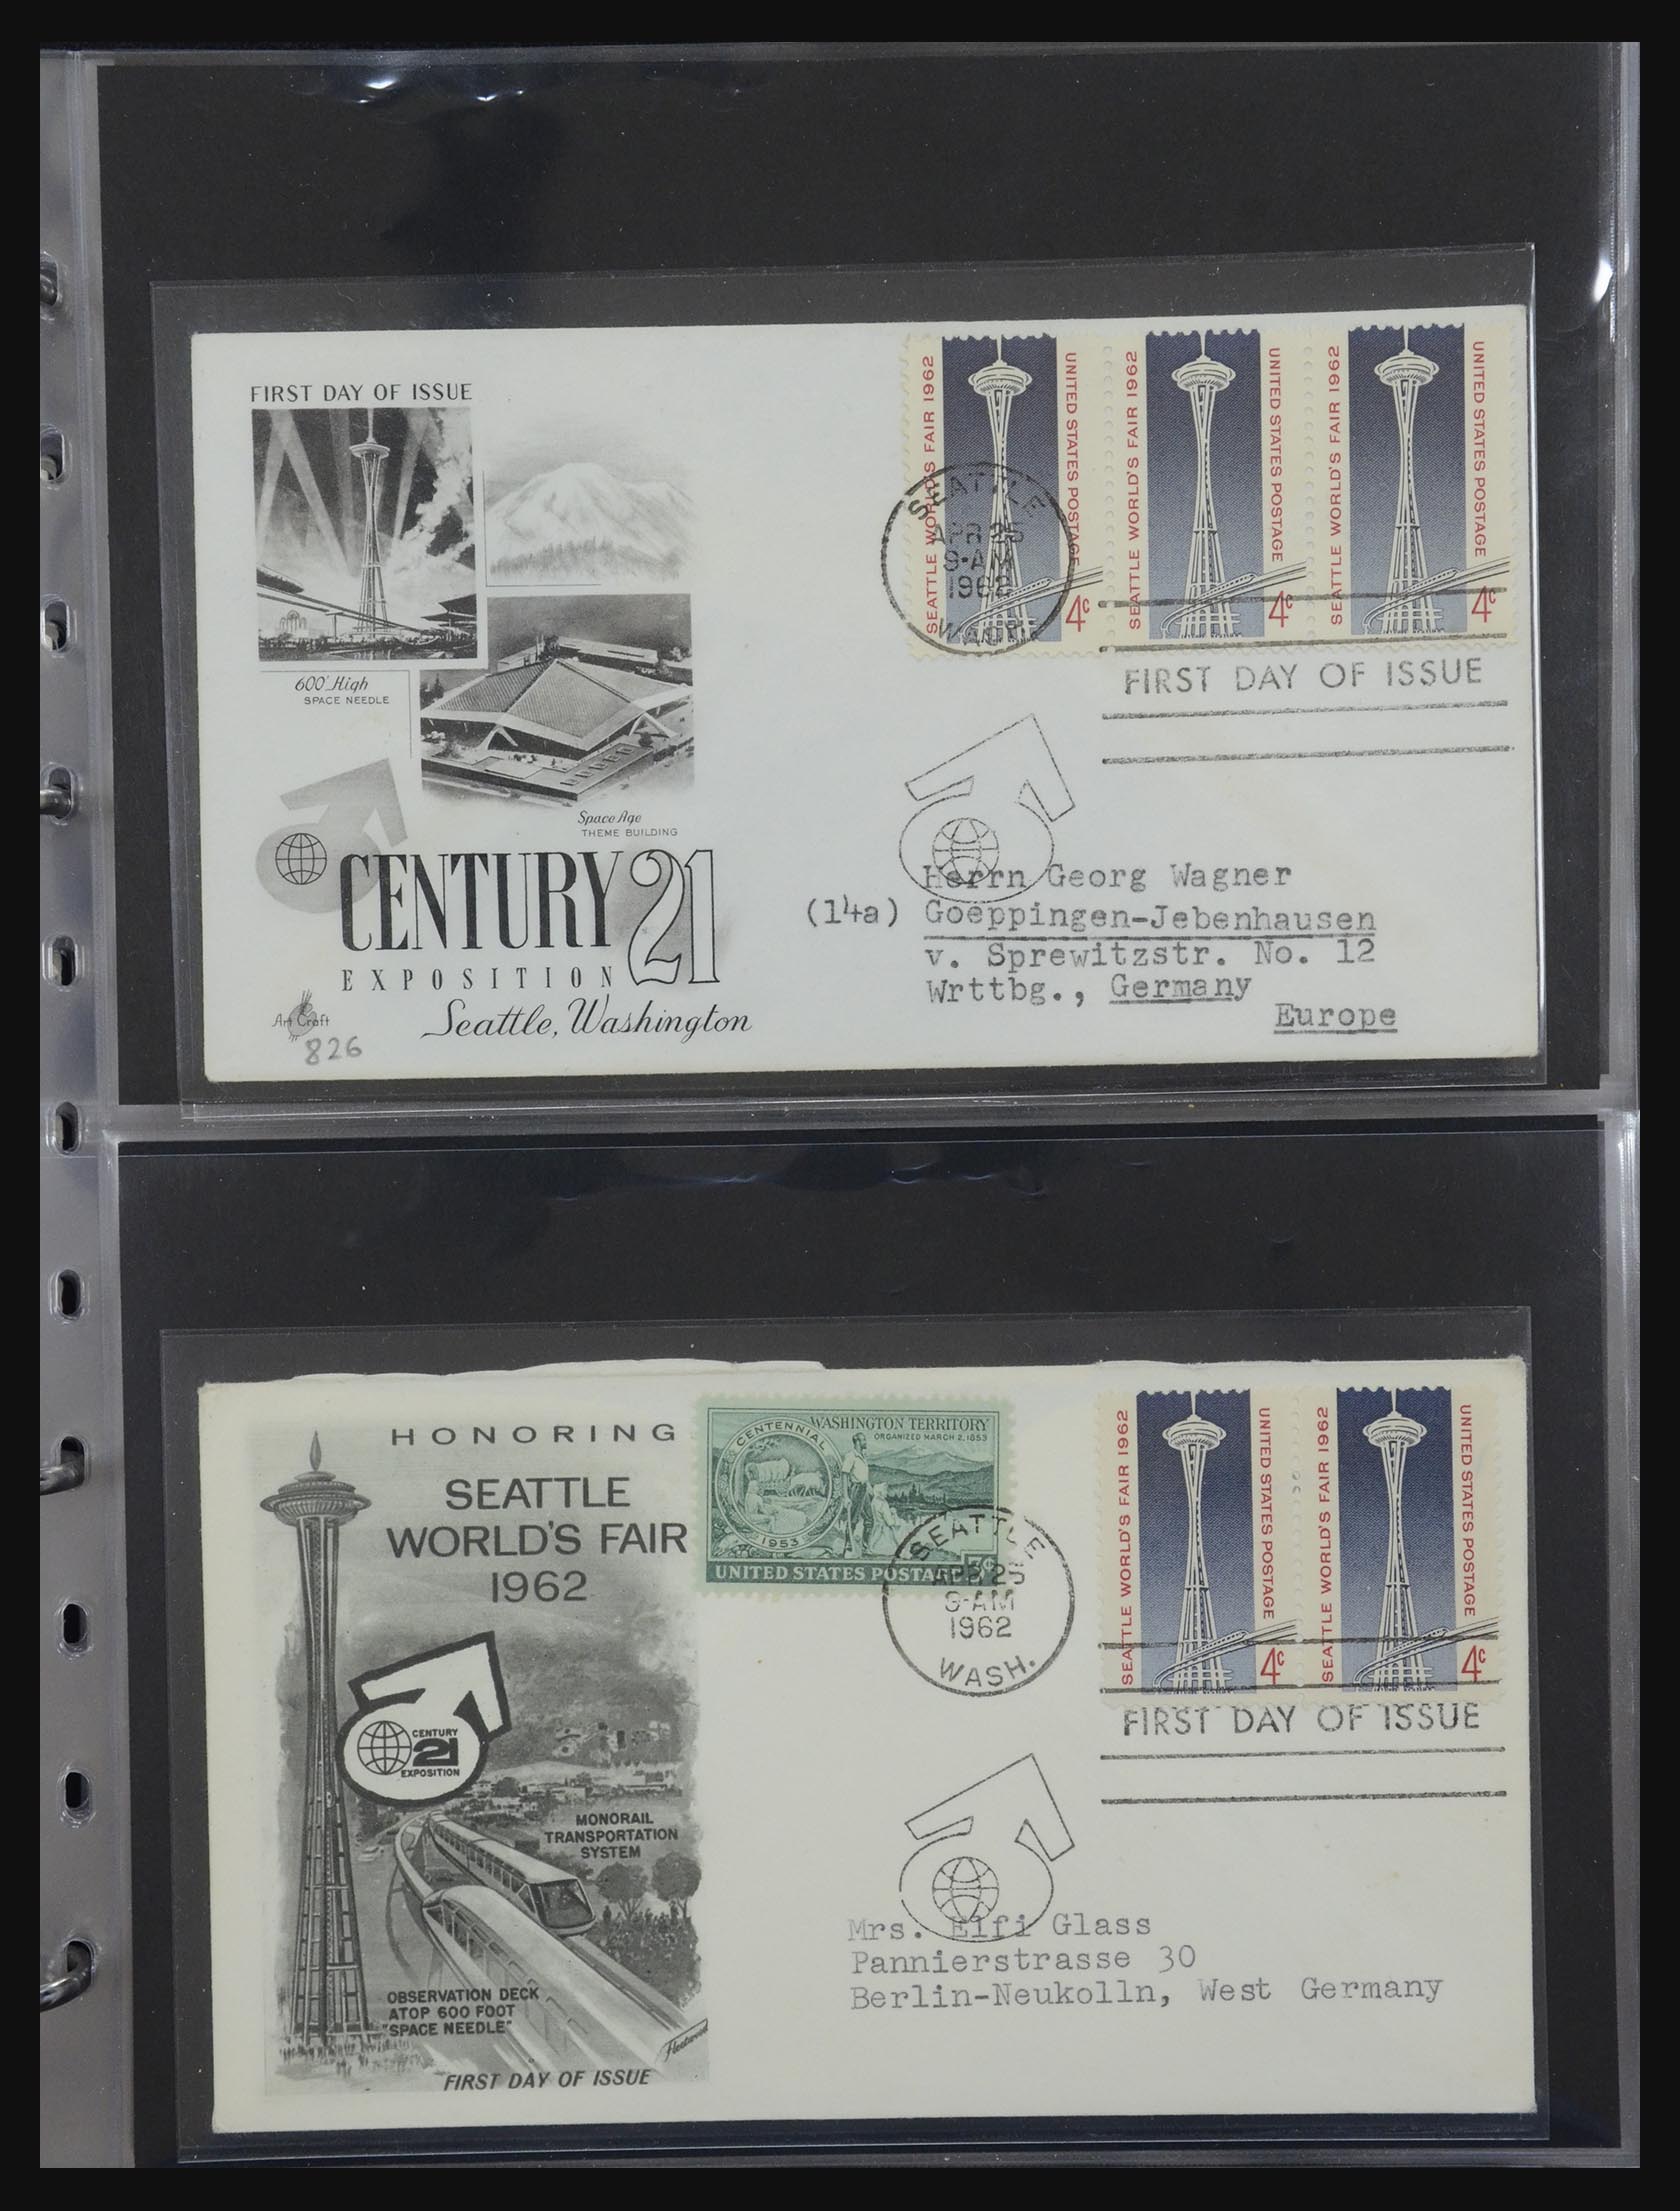 FIRST DAY OF ISSUE
600' High
SPACE NEEDLE
Space Age
THEME BUILDING
CENTURY 21
EXPOSITION
Seattle, Washington
Art Craft
826
SEATTLE WORLD'S FAIR 1962
UNITED STATES POSTAGE
4c
SEATTLE WORLD'S FAIR 1962
UNITED STATES POSTAGE
4c
SEATTLE WORLD'S FAIR 1962
UNITED STATES POSTAGE
4c
SEATTLE
APR 25
9-AM
1962
WASH.
FIRST DAY OF ISSUE
Herrn Georg Wagner
(14a) Goeppingen-Jebenhausen
v. Sprewitzstr. No. 12
Wrttbg., Germany
Europe
HONORING
SEATTLE
WORLD'S FAIR
1962
CENTURY
21
EXPOSITION
MONORAIL
TRANSPORTATION
SYSTEM
OBSERVATION DECK
ATOP 600 FOOT
"SPACE NEEDLE"
Fleetwood
FIRST DAY OF ISSUE
WASHINGTON TERRITORY
ORGANIZED MARCH 2, 1853
CENTENNIAL
1953
UNITED STATES POSTAGE
SEATTLE
APR 25
9-AM
1962
WASH.
SEATTLE WORLD'S FAIR 1962
UNITED STATES POSTAGE
4c
SEATTLE WORLD'S FAIR 1962
UNITED STATES POSTAGE
4c
FIRST DAY OF ISSUE
Mrs. Elfi Glass
Pannierstrasse 30
Berlin-Neukolln, West Germany